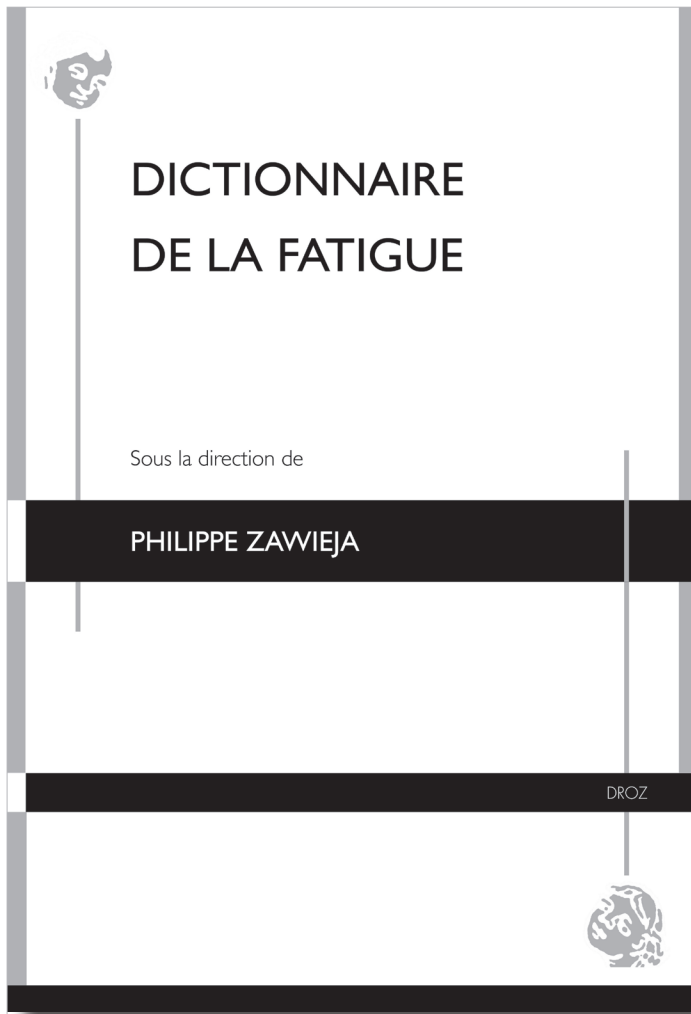 DICTIONNAIRE
DE LA FATIGUE
Sous la direction de
PHILIPPE ZAWIEJA
DROZ